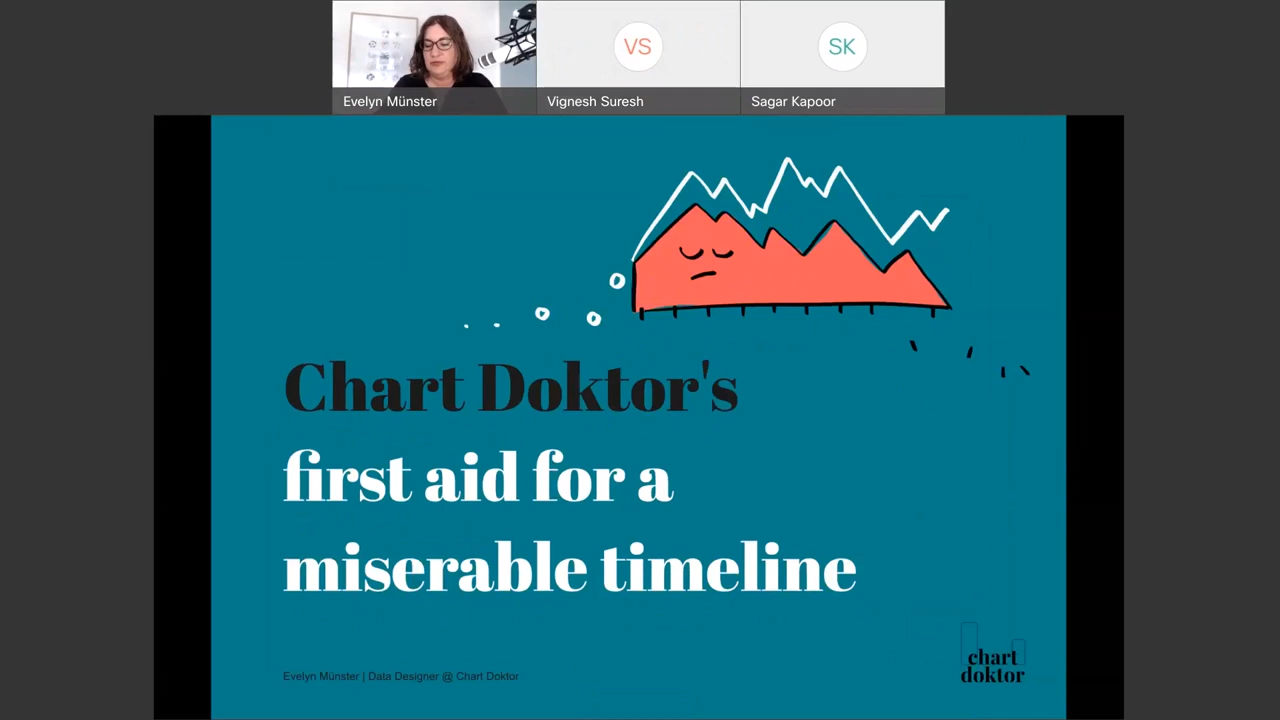 VS
SK
Evelyn Münster
Vignesh Suresh
Sagar Kapoor
Chart Doktor's
first aid for a
miserable timeline
chart
doktor
Evelyn Münster | Data Designer @ Chart Doktor